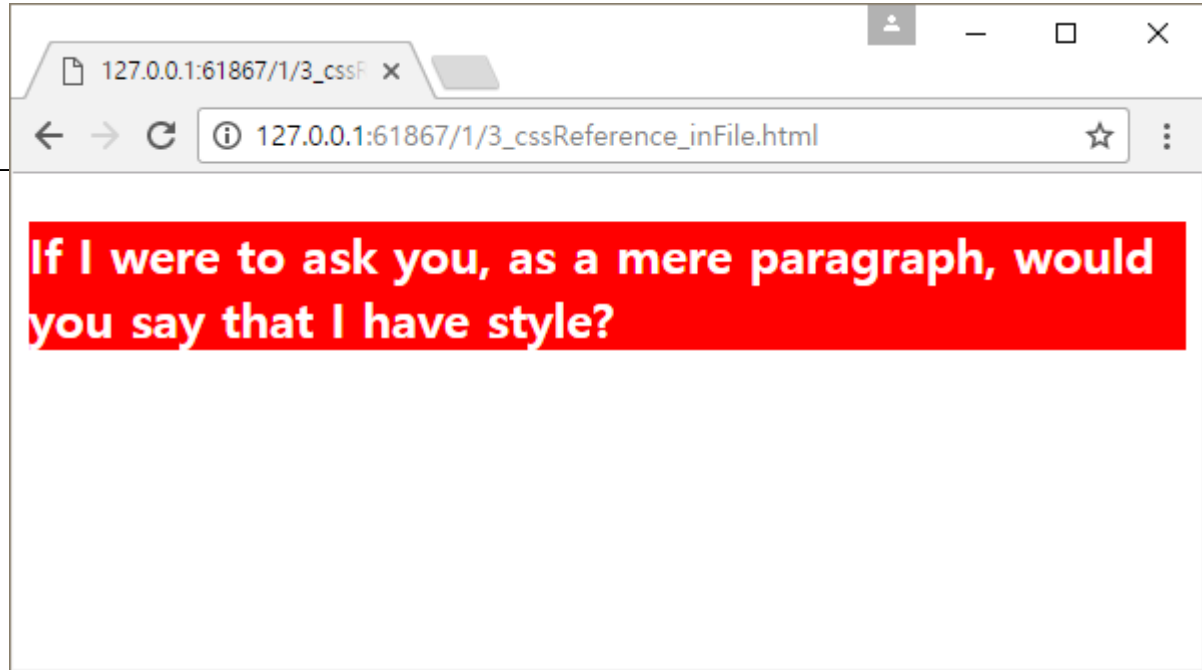 127.0.0.1:61867/1/3_cssR
127.0.0.1:61867/1/3_cssReference_inFile.html
If I were to ask you, as a mere paragraph, would
you say that I have style?